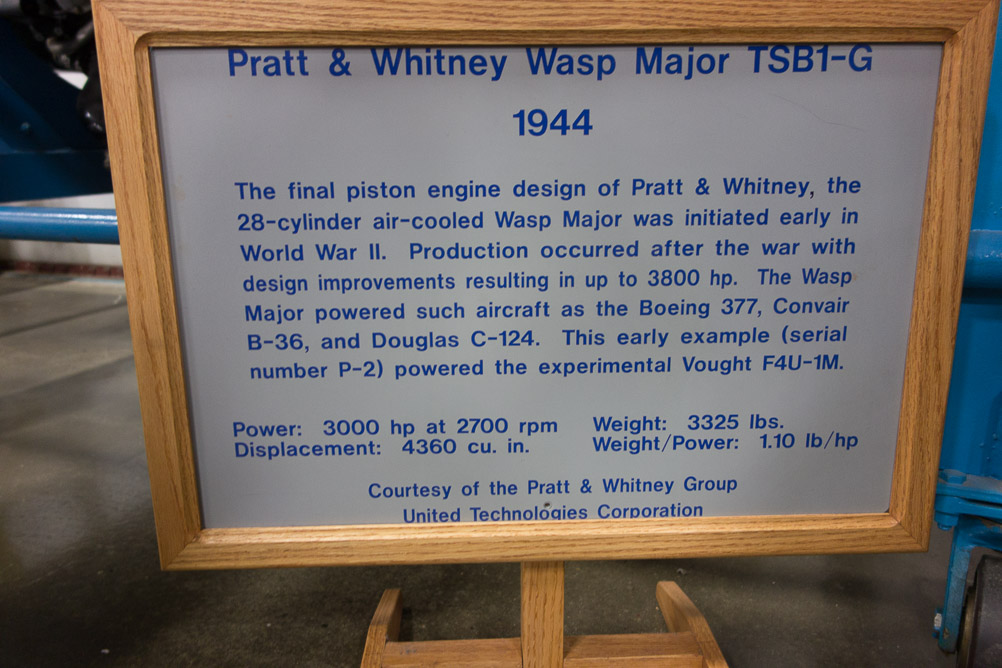 Pratt & Whitney Wasp Major TSB1-G
1944
The final piston engine design of Pratt & Whitney, the
28-cylinder air-cooled Wasp Major was initiated early in
World War II. Production occurred after the war with
design improvements resulting in up to 3800 hp. The Wasp
Major powered such aircraft as the Boeing 377, Convair
B-36, and Douglas C-124. This early example (serial
number P-2) powered the experimental Vought F4U-1M.
Power: 3000 hp at 2700 rpm Weight: 3325 lbs.
Displacement: 4360 cu. in. Weight/Power: 1.10 lb/hp
Courtesy of the Pratt & Whitney Group
United Technologies Corporation